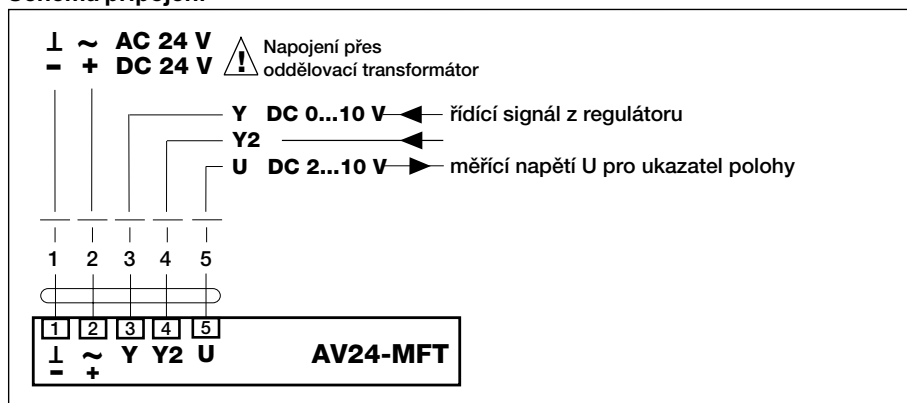 Schéma připojení
⊥ ~ AC 24 V
– + DC 24 V
Napojení přes
oddělovací transformátor
Y DC 0...10 V řídící signál z regulátoru
Y2
U DC 2...10 V měřící napětí U pro ukazatel polohy
1 2 3 4 5
1 2 3 4 5
⊥ ~ Y Y2 U AV24-MFT
– +